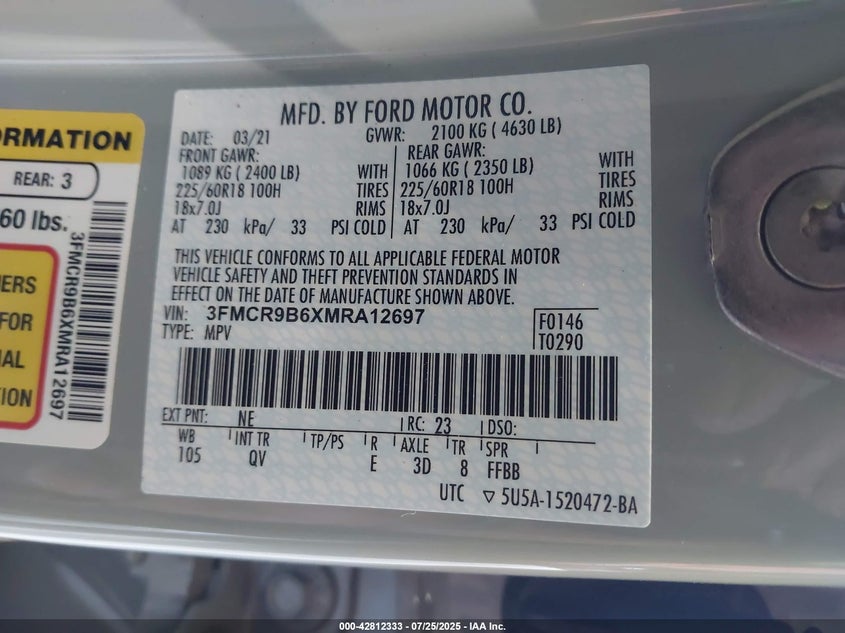 ORMATION
REAR: 3
60 lbs.
3FMCR9B6XMRA12697
ERS
FOR
AL
ION
MFD. BY FORD MOTOR CO.
DATE: 03/21 GVWR: 2100 KG ( 4630 LB)
FRONT GAWR: REAR GAWR:
1089 KG ( 2400 LB) WITH 1066 KG ( 2350 LB) WITH
225/60R18 100H TIRES 225/60R18 100H TIRES
18x7.0J RIMS 18x7.0J RIMS
AT 230 kPa/ 33 PSI COLD AT 230 kPa/ 33 PSI COLD
THIS VEHICLE CONFORMS TO ALL APPLICABLE FEDERAL MOTOR
VEHICLE SAFETY AND THEFT PREVENTION STANDARDS IN
EFFECT ON THE DATE OF MANUFACTURE SHOWN ABOVE.
VIN: 3FMCR9B6XMRA12697
TYPE: MPV
F0146
T0290
EXT PNT: NE RC: 23 DSO:
WB INT TR TP/PS R AXLE TR SPR
105 QV E 3D 8 FFBB
UTC ▽ 5U5A-1520472-BA
000-42812333 - 07/25/2025 - IAA Inc.